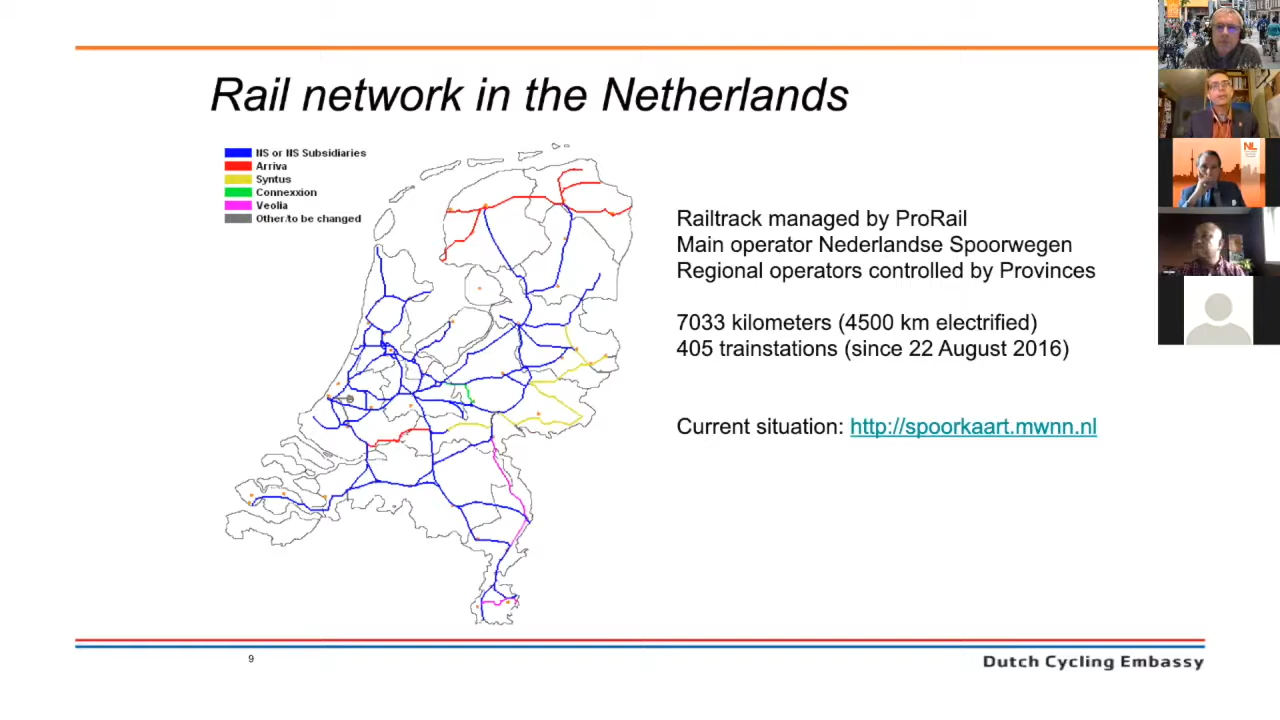 Rail network in the Netherlands
NS or NS Subsidiaries
Arriva
Syntus
Connexxion
Veolia
Other/to be changed
Railtrack managed by ProRail
Main operator Nederlandse Spoorwegen
Regional operators controlled by Provinces
7033 kilometers (4500 km electrified)
405 trainstations (since 22 August 2016)
Current situation: http://spoorkaart.mwnn.nl
9
Dutch Cycling Embassy
NL